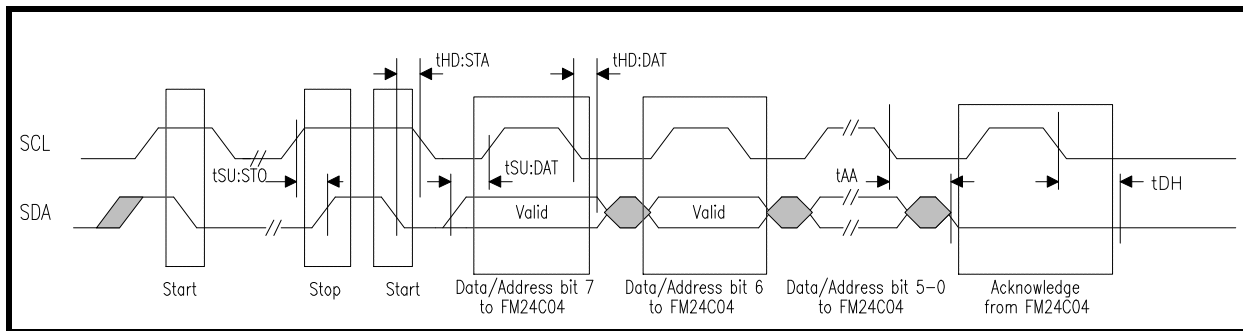 tHD:STA
tHD:DAT
SCL
tSU:STO
tSU:DAT
tAA
tDH
SDA
Valid
Valid
Start
Stop
Start
Data/Address bit 7
to FM24C04
Data/Address bit 6
to FM24C04
Data/Address bit 5-0
to FM24C04
Acknowledge
from FM24C04